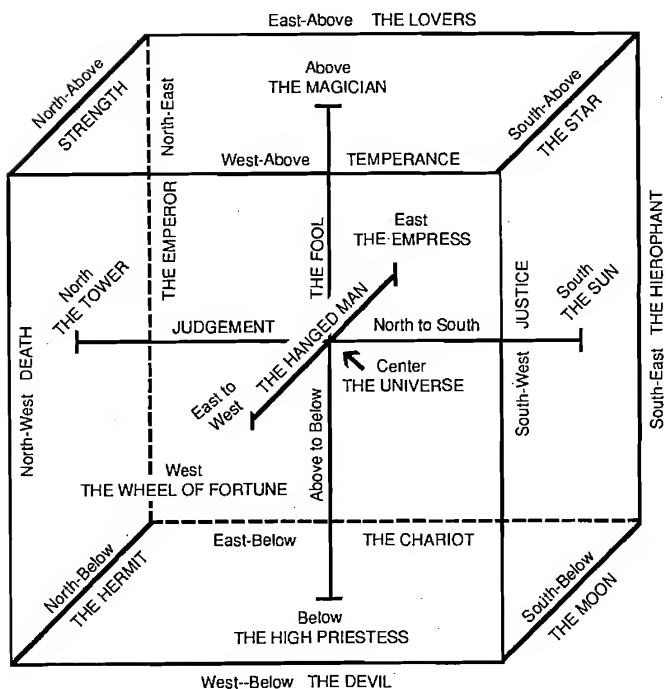 East-Above THE LOVERS
North-Above
STRENGTH
North-East
THE EMPEROR
Above
THE MAGICIAN
South-Above
THE STAR
West-Above TEMPERANCE
East
THE EMPRESS
THE FOOL
THE HANGED MAN
North
THE TOWER
JUDGEMENT
North to South
JUSTICE
South-West
South
THE SUN
South-East THE HIEROPHANT
North-West DEATH
Center
THE UNIVERSE
East to
West
Above to Below
West
THE WHEEL OF FORTUNE
East-Below THE CHARIOT
North-Below
THE HERMIT
Below
THE HIGH PRIESTESS
South-Below
THE MOON
West--Below THE DEVIL